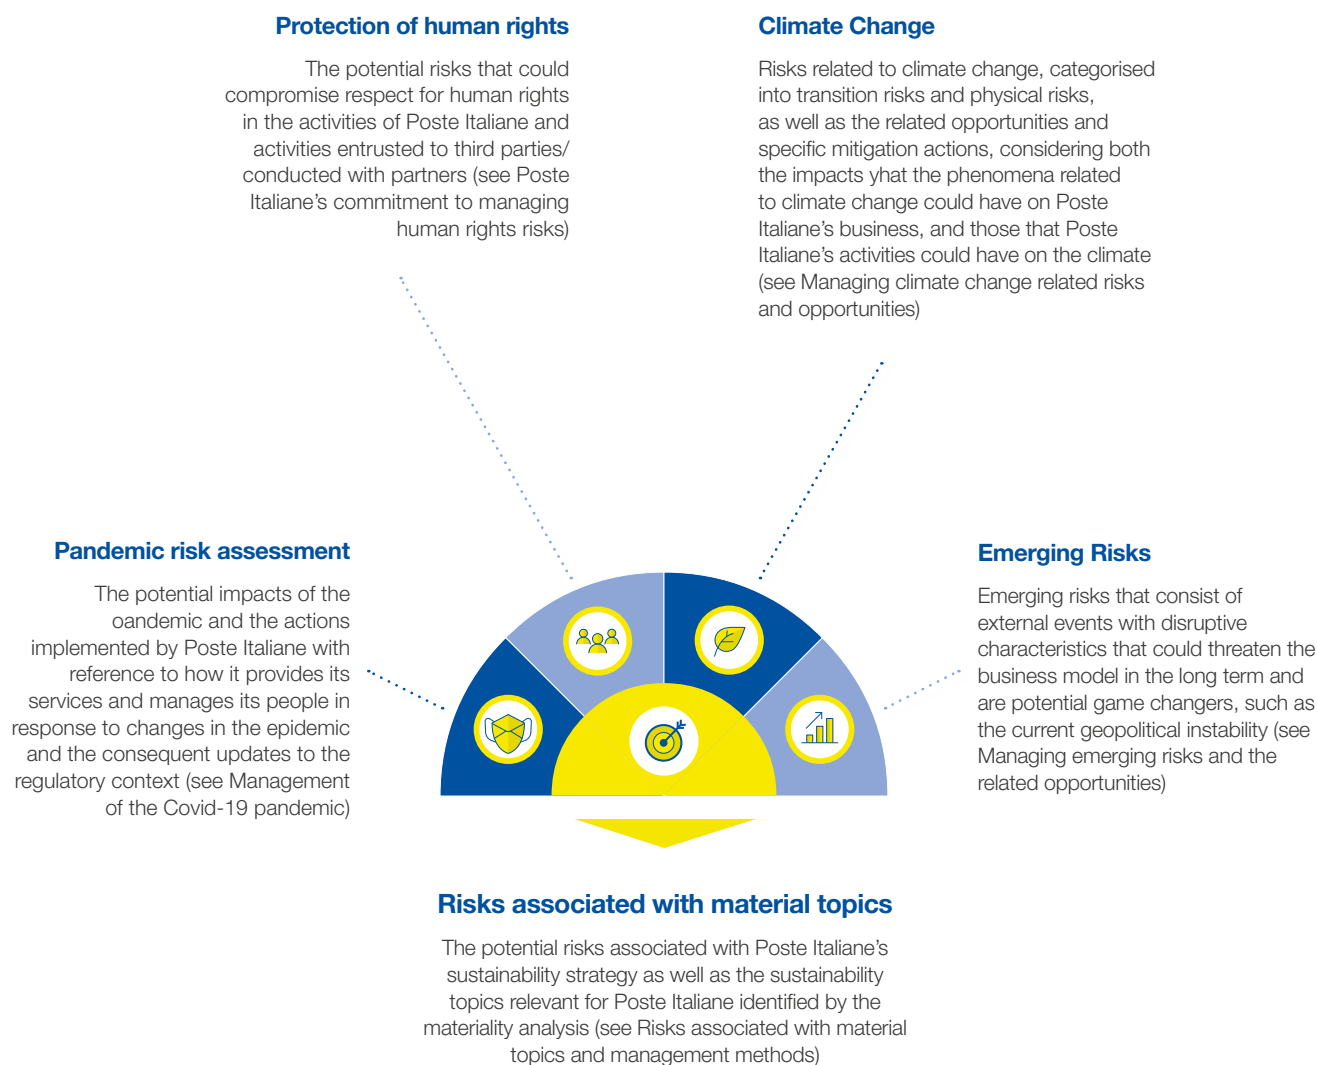 Protection of human rights
The potential risks that could
compromise respect for human rights
in the activities of Poste Italiane and
activities entrusted to third parties/
conducted with partners (see Poste
Italiane’s commitment to managing
human rights risks)
Climate Change
Risks related to climate change, categorised
into transition risks and physical risks,
as well as the related opportunities and
specific mitigation actions, considering both
the impacts yhat the phenomena related
to climate change could have on Poste
Italiane’s business, and those that Poste
Italiane’s activities could have on the climate
(see Managing climate change related risks
and opportunities)
Pandemic risk assessment
The potential impacts of the
oandemic and the actions
implemented by Poste Italiane with
reference to how it provides its
services and manages its people in
response to changes in the epidemic
and the consequent updates to the
regulatory context (see Management
of the Covid-19 pandemic)
Emerging Risks
Emerging risks that consist of
external events with disruptive
characteristics that could threaten the
business model in the long term and
are potential game changers, such as
the current geopolitical instability (see
Managing emerging risks and the
related opportunities)
Risks associated with material topics
The potential risks associated with Poste Italiane’s
sustainability strategy as well as the sustainability
topics relevant for Poste Italiane identified by the
materiality analysis (see Risks associated with material
topics and management methods)